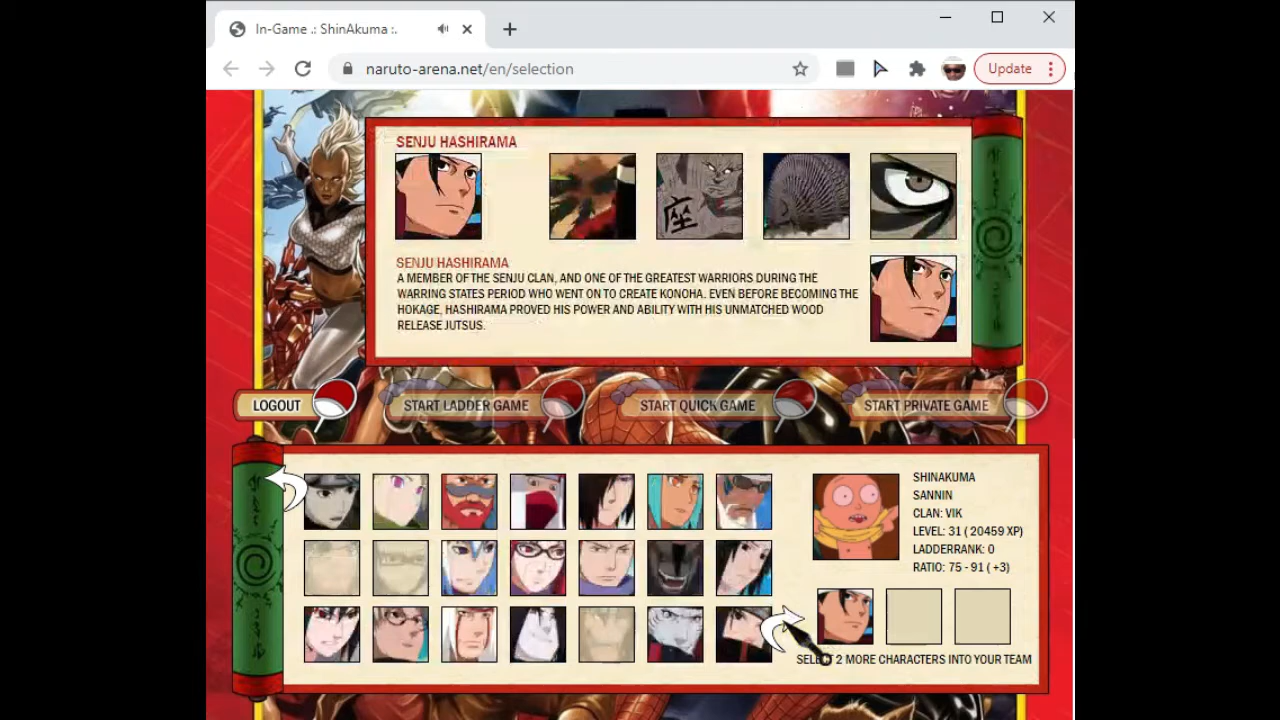 In-Game .: ShinAkuma :.
naruto-arena.net/en/selection
Update
SENJU HASHIRAMA
座
SENJU HASHIRAMA
A MEMBER OF THE SENJU CLAN, AND ONE OF THE GREATEST WARRIORS DURING THE
WARRING STATES PERIOD WHO WENT ON TO CREATE KONOHA. EVEN BEFORE BECOMING THE
HOKAGE, HASHIRAMA PROVED HIS POWER AND ABILITY WITH HIS UNMATCHED WOOD
RELEASE JUTSUS.
LOGOUT
START LADDER GAME
START QUICK GAME
START PRIVATE GAME
SHINAKUMA
SANNIN
CLAN: VIK
LEVEL: 31 ( 20459 XP)
LADDERRANK: 0
RATIO: 75 - 91 ( +3)
SELECT 2 MORE CHARACTERS INTO YOUR TEAM